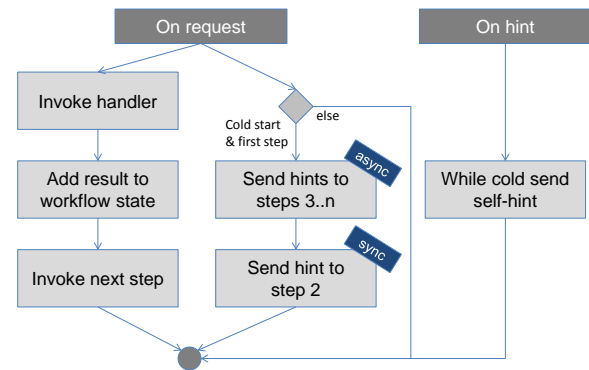 On request
On hint
Invoke handler
else
Cold start
& first step
async
Add result to
workflow state
Send hints to
steps 3..n
While cold send
self-hint
sync
Invoke next step
Send hint to
step 2